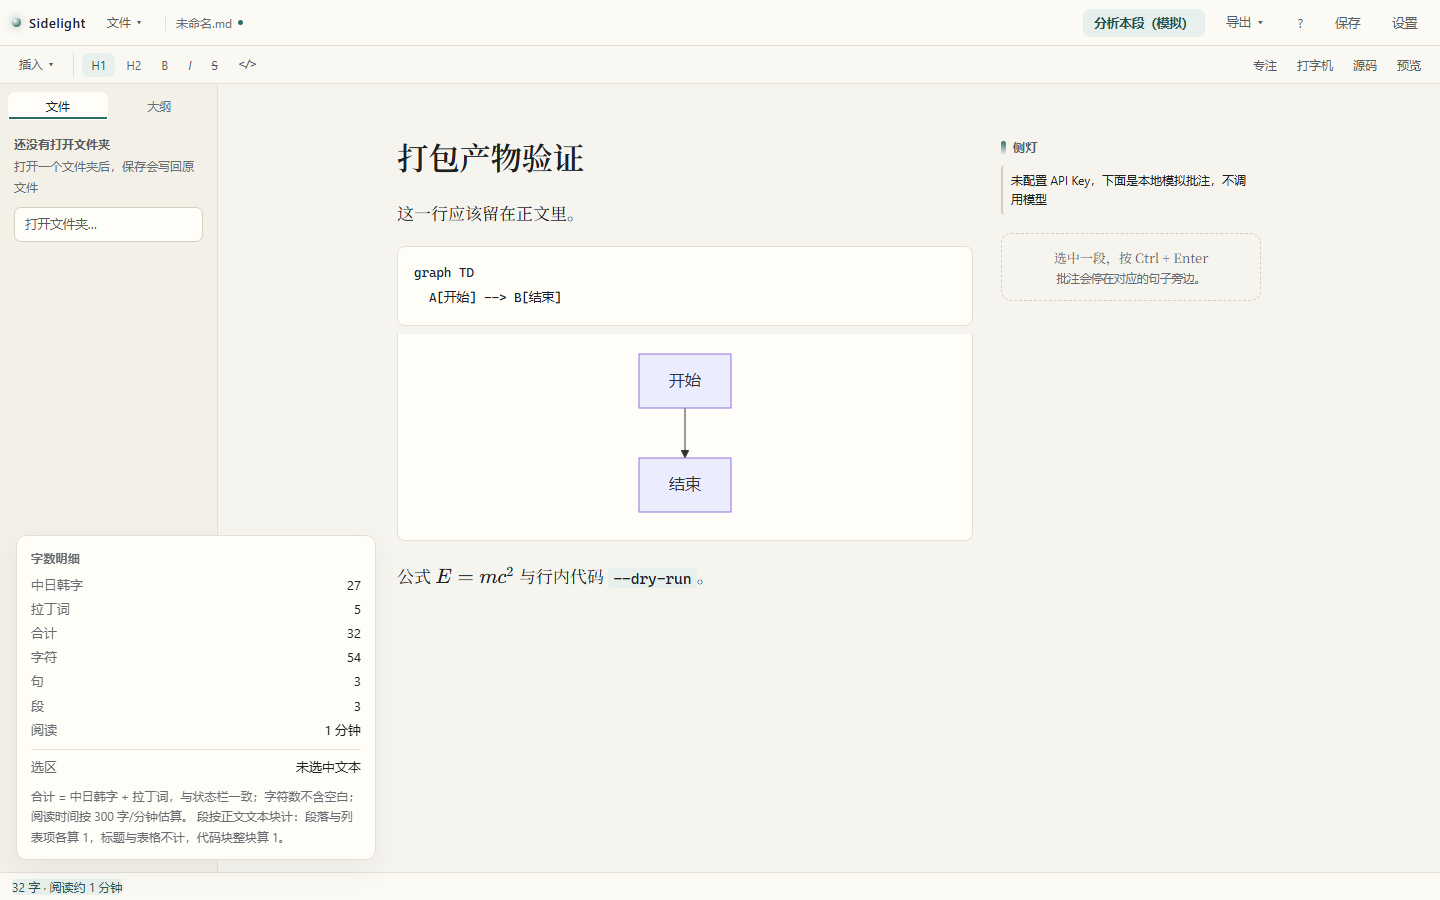 Sidelight
文件
未命名.md
分析本段（模拟）
导出
?
保存
设置
插入
H1
H2
B
I
S
</>
专注
打字机
源码
预览
文件
大纲
还没有打开文件夹
打开一个文件夹后，保存会写回原
文件
打开文件夹...
打包产物验证
这一行应该留在正文里。
graph TD
A[开始] --> B[结束]
开始
结束
公式 E = mc² 与行内代码 --dry-run 。
侧灯
未配置 API Key，下面是本地模拟批注，不调
用模型
选中一段，按 Ctrl + Enter
批注会停在对应的句子旁边。
字数明细
中日韩字 27
拉丁词 5
合计 32
字符 54
句 3
段 3
阅读 1 分钟
选区 未选中文本
合计 = 中日韩字 + 拉丁词，与状态栏一致；字符数不含空白；
阅读时间按 300 字/分钟估算。 段按正文文本块计：段落与列
表项各算 1，标题与表格不计，代码块整块算 1。
32 字 · 阅读约 1 分钟